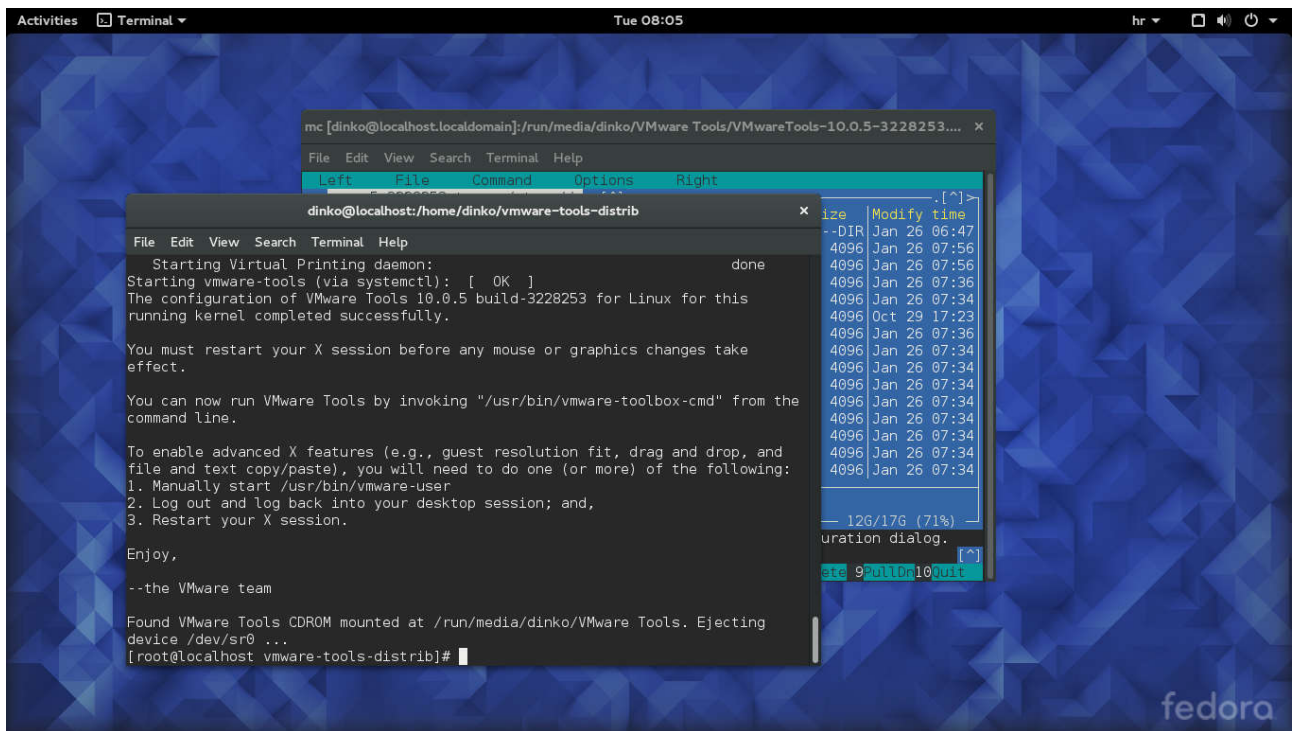 Activities Terminal Tue 08:05 hr
mc [dinko@localhost.localdomain]:/run/media/dinko/VMware Tools/VMwareTools-10.0.5-3228253.... ×
File Edit View Search Terminal Help
Left File Command Options Right
.[^]>
dinko@localhost:/home/dinko/vmware-tools-distrib ×
File Edit View Search Terminal Help
Starting Virtual Printing daemon: done
Starting vmware-tools (via systemctl): [ OK ]
The configuration of VMware Tools 10.0.5 build-3228253 for Linux for this
running kernel completed successfully.
You must restart your X session before any mouse or graphics changes take
effect.
You can now run VMware Tools by invoking "/usr/bin/vmware-toolbox-cmd" from the
command line.
To enable advanced X features (e.g., guest resolution fit, drag and drop, and
file and text copy/paste), you will need to do one (or more) of the following:
1. Manually start /usr/bin/vmware-user
2. Log out and log back into your desktop session; and,
3. Restart your X session.
Enjoy,
--the VMware team
Found VMware Tools CDROM mounted at /run/media/dinko/VMware Tools. Ejecting
device /dev/sr0 ...
[root@localhost vmware-tools-distrib]#
ize |Modify time
--DIR|Jan 26 06:47
4096|Jan 26 07:56
4096|Jan 26 07:56
4096|Jan 26 07:36
4096|Jan 26 07:34
4096|Oct 29 17:23
4096|Jan 26 07:36
4096|Jan 26 07:34
4096|Jan 26 07:34
4096|Jan 26 07:34
4096|Jan 26 07:34
4096|Jan 26 07:34
4096|Jan 26 07:34
4096|Jan 26 07:34
4096|Jan 26 07:34
12G/17G (71%)
uration dialog.
[^]
ete 9PullDn10Quit
fedora